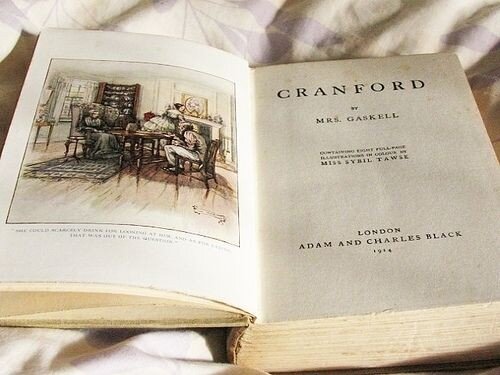 "SHE COULD SCARCELY DRINK FOR LOOKING AT HIM, AND AS FOR EATING
THAT WAS OUT OF THE QUESTION."
CRANFORD
BY
MRS. GASKELL
CONTAINING EIGHT FULL-PAGE
ILLUSTRATIONS IN COLOUR BY
MISS SYBIL TAWSE
LONDON
ADAM AND CHARLES BLACK
1914